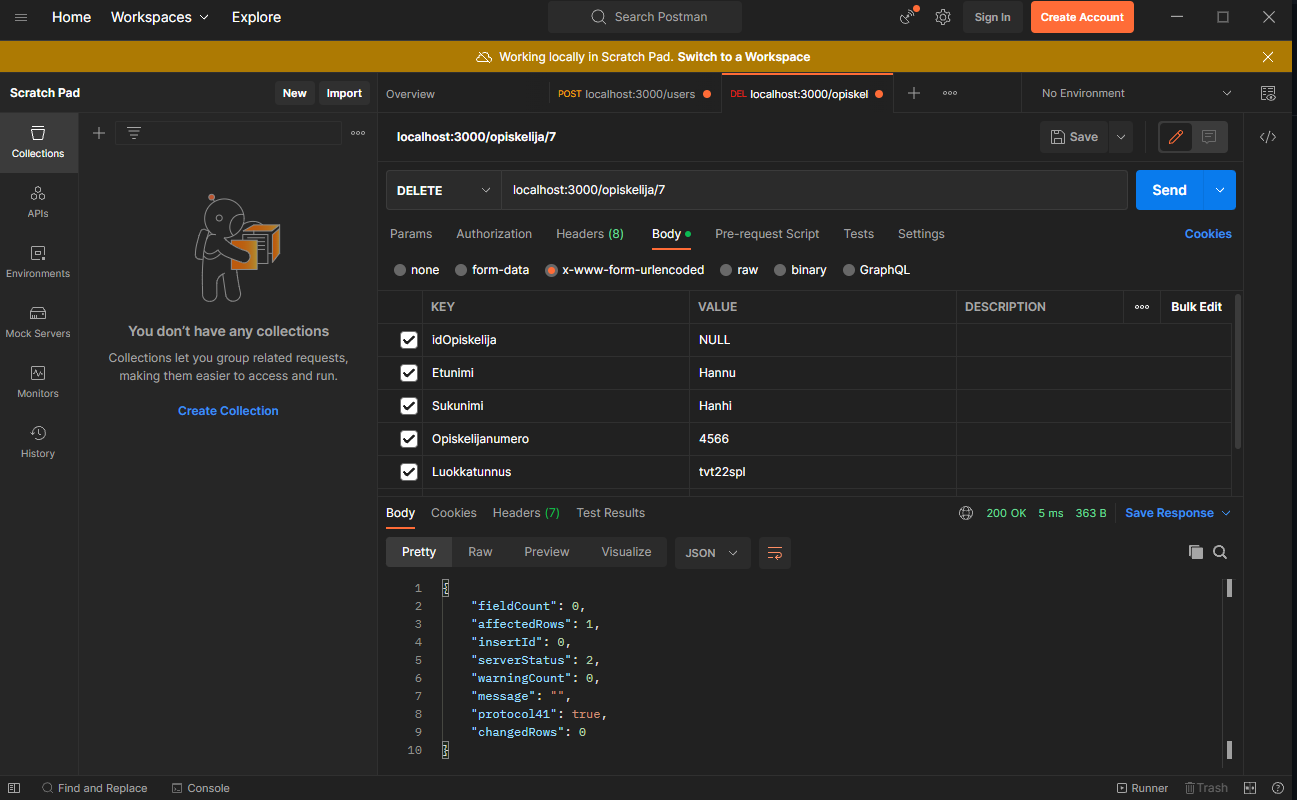 Home Workspaces Explore Search Postman Sign In Create Account
Working locally in Scratch Pad. Switch to a Workspace
Scratch Pad New Import Overview POST localhost:3000/users DEL localhost:3000/opiskel No Environment
Collections
APIs
Environments
Mock Servers
Monitors
History
You don't have any collections
Collections let you group related requests,
making them easier to access and run.
Create Collection
localhost:3000/opiskelija/7 Save
DELETE localhost:3000/opiskelija/7 Send
Params Authorization Headers (8) Body Pre-request Script Tests Settings Cookies
none form-data x-www-form-urlencoded raw binary GraphQL
KEY VALUE DESCRIPTION Bulk Edit
idOpiskelija NULL
Etunimi Hannu
Sukunimi Hanhi
Opiskelijanumero 4566
Luokkatunnus tvt22spl
Body Cookies Headers (7) Test Results 200 OK 5 ms 363 B Save Response
Pretty Raw Preview Visualize JSON
1 {
2 "fieldCount": 0,
3 "affectedRows": 1,
4 "insertId": 0,
5 "serverStatus": 2,
6 "warningCount": 0,
7 "message": "",
8 "protocol41": true,
9 "changedRows": 0
10 }
Find and Replace Console Runner Trash